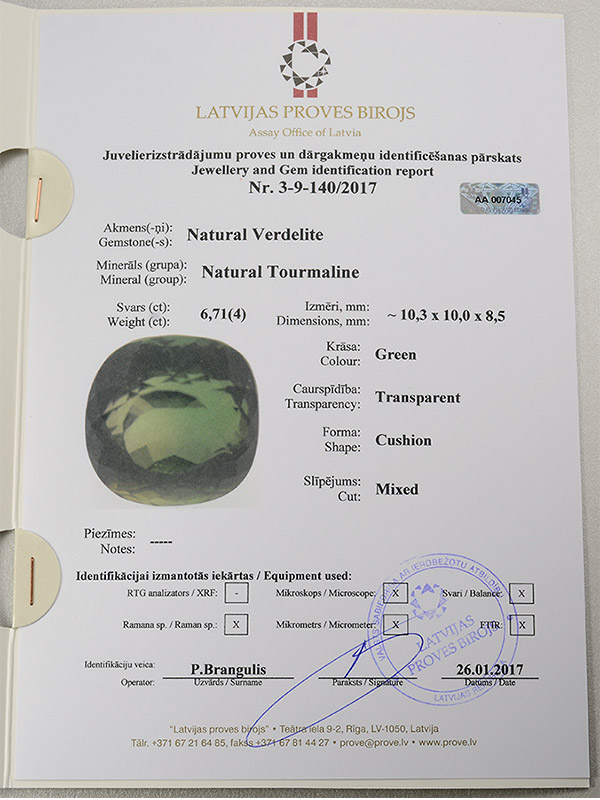 LATVIJAS PROVES BIROJS
Assay Office of Latvia
Juvelierizstrādājumu proves un dārgakmeņu identificēšanas pārskats
Jewellery and Gem identification report
Nr. 3-9-140/2017
AA 007045
Akmens(-ņi):
Gemstone(-s):
Natural Verdelite
Minerāls (grupa):
Mineral (group):
Natural Tourmaline
Svars (ct):
Weight (ct):
6,71(4)
Izmēri, mm:
Dimensions, mm:
~ 10,3 x 10,0 x 8,5
Krāsa:
Colour:
Green
Caurspīdība:
Transparency:
Transparent
Forma:
Shape:
Cushion
Slīpējums:
Cut:
Mixed
Piezīmes:
Notes:
-----
Identifikācijai izmantotās iekārtas / Equipment used:
RTG analizators / XRF: -
Mikroskops / Microscope: X
Svari / Balance: X
Ramana sp. / Raman sp.: X
Mikrometrs / Micrometer: X
FTIR: X
VALSTS SABIEDRĪBA AR IEROBEŽOTU ATBILDĪBU
LATVIJAS
PROVES BIROJS
LATVIJAS
Identifikāciju veica:
Operator:
P.Brangulis
Uzvārds / Surname
Paraksts / Signature
26.01.2017
Datums / Date
"Latvijas proves birojs" • Teātra iela 9-2, Rīga, LV-1050, Latvija
Tālr. +371 67 21 64 85, fakss +371 67 81 44 27 • prove@prove.lv • www.prove.lv